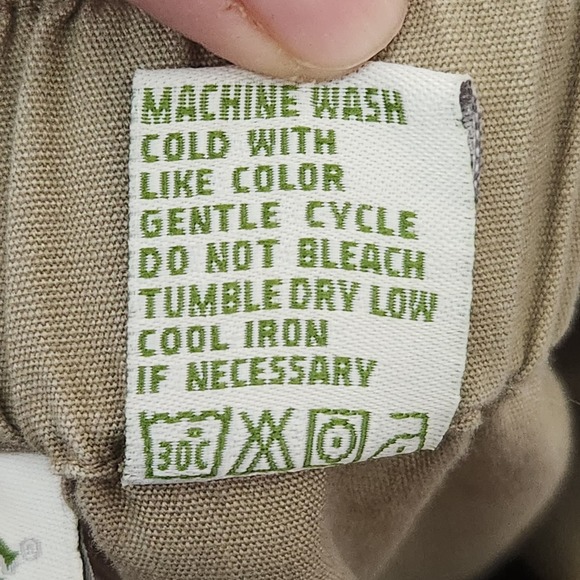 MACHINE WASH
COLD WITH
LIKE COLOR
GENTLE CYCLE
DO NOT BLEACH
TUMBLE DRY LOW
COOL IRON
IF NECESSARY
30C